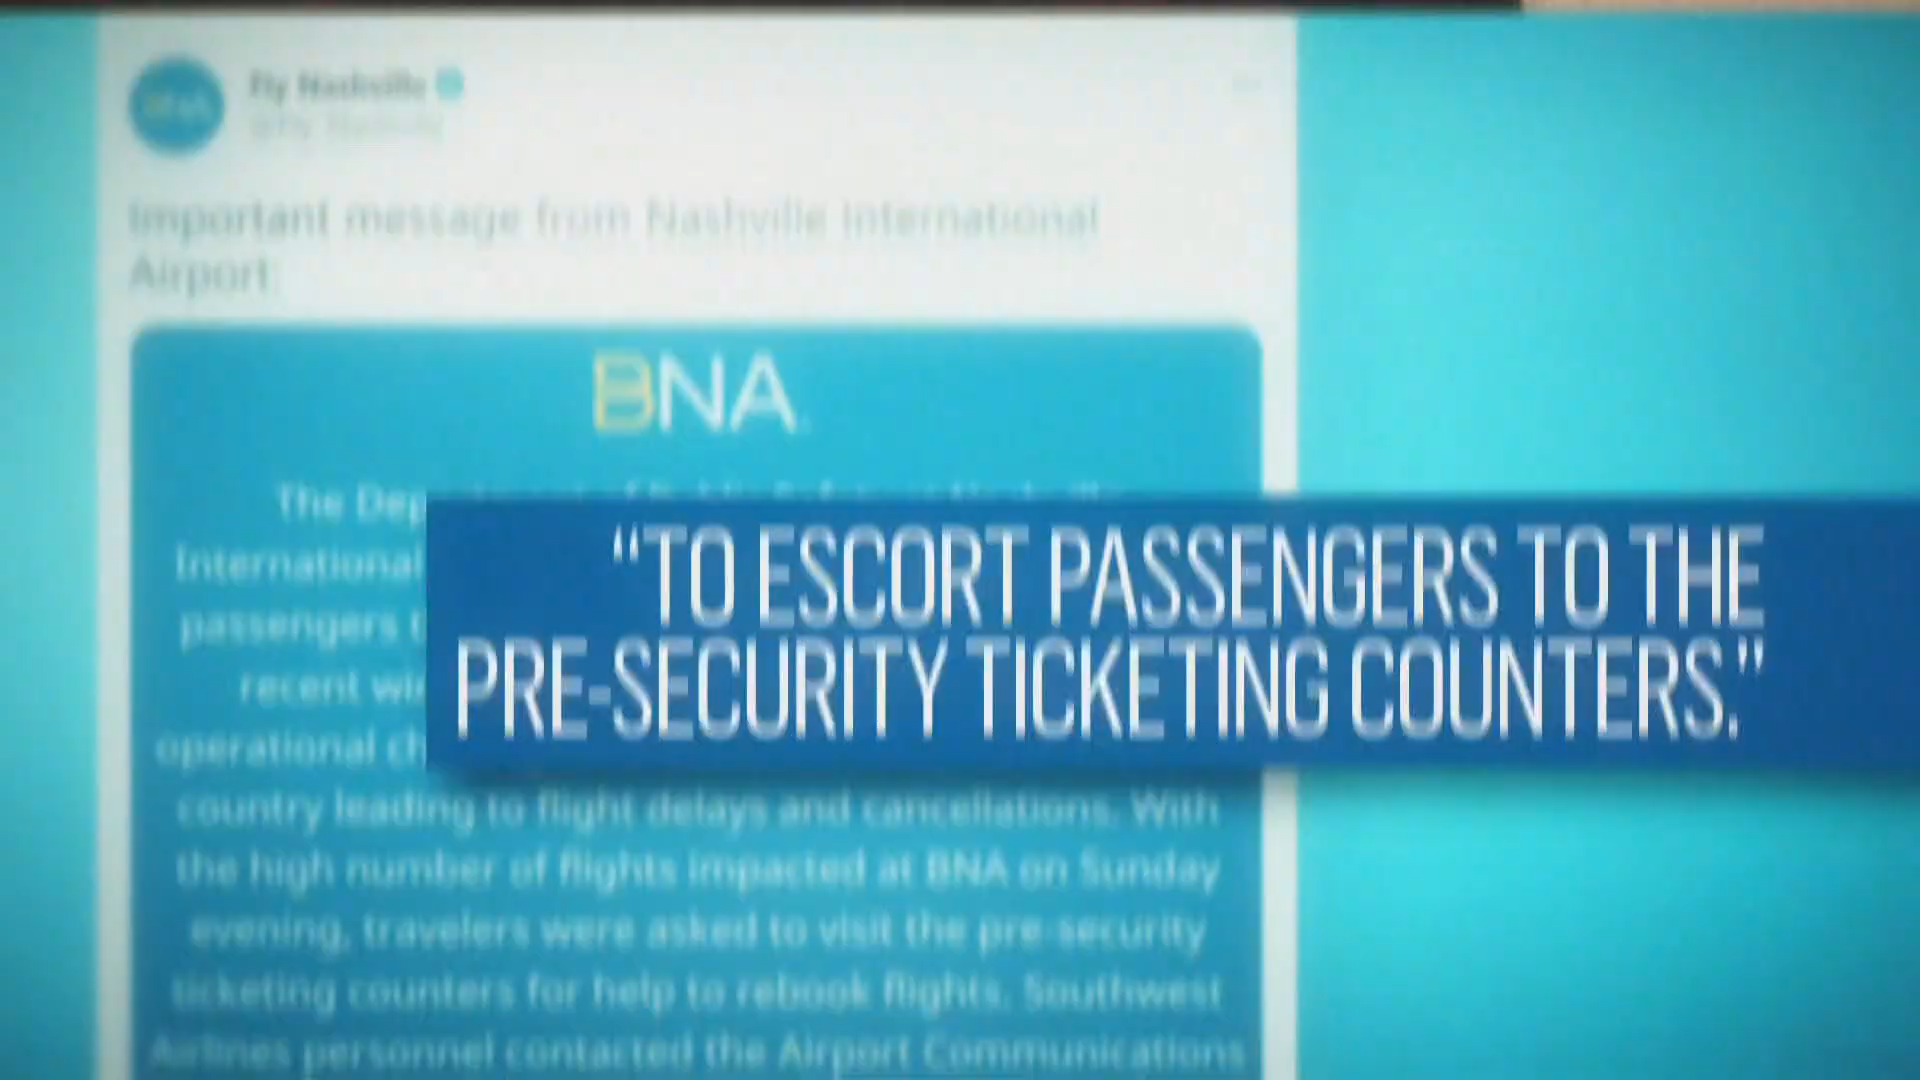 BNA
Fly Nashville
Important message from Nashville International
Airport:
BNA
The Dep
International
passengers t
recent wi
operational ch
“TO ESCORT PASSENGERS TO THE
PRE-SECURITY TICKETING COUNTERS.”
country leading to flight delays and cancellations. With
the high number of flights impacted at BNA on Sunday
evening, travelers were asked to visit the pre-security
ticketing counters for help to rebook flights. Southwest
Airlines personnel contacted the Airport Communications